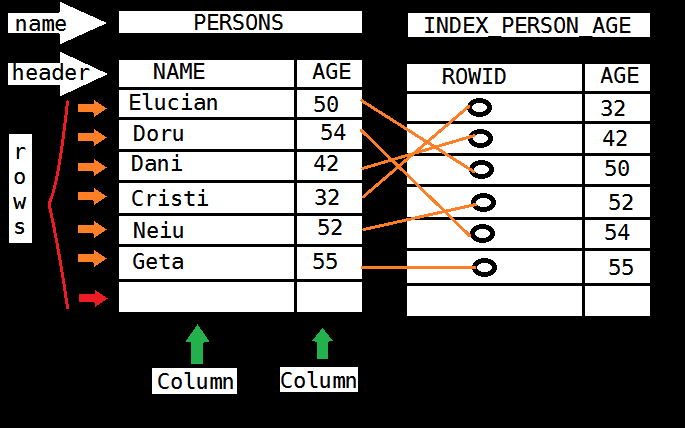 name
PERSONS
INDEX_PERSON_AGE
header
NAME AGE
Elucian 50
Doru 54
Dani 42
Cristi 32
Neiu 52
Geta 55
ROWID AGE
32
42
50
52
54
55
rows
Column
Column